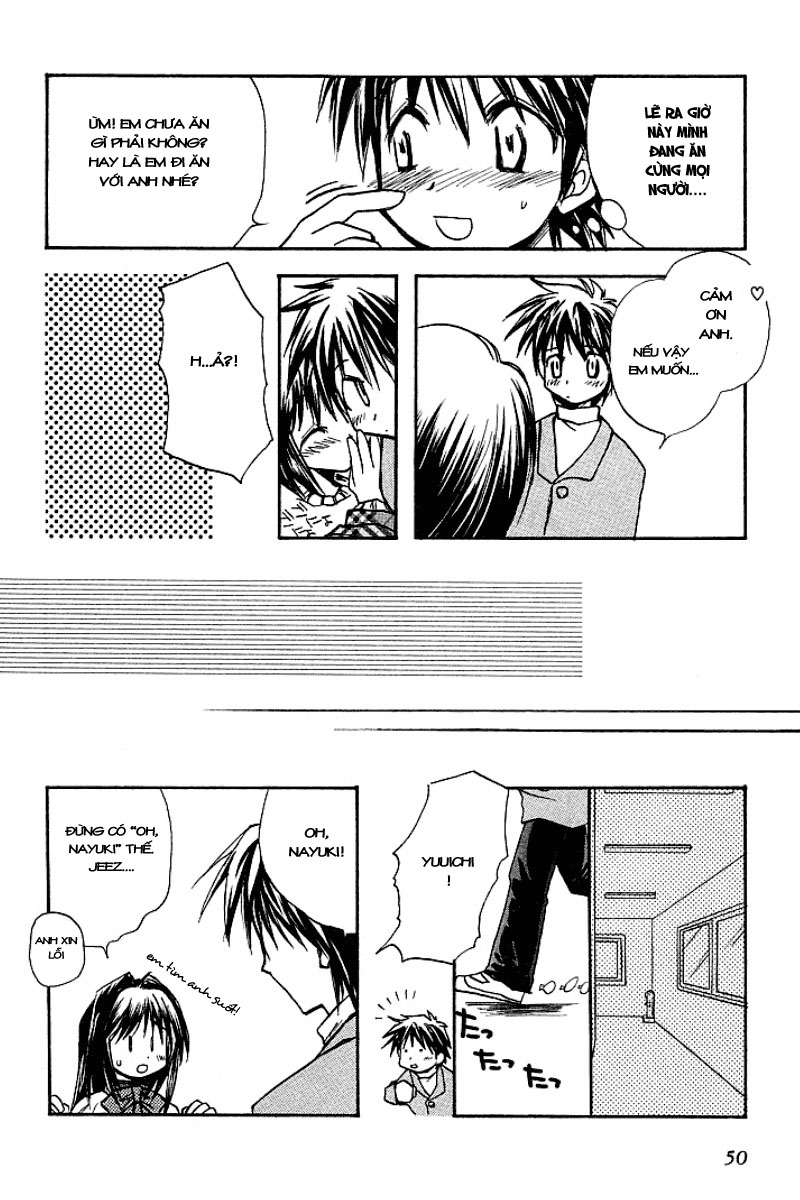 LẼ RA GIỜ
NÀY MÌNH
ĐANG ĂN
CÙNG MỌI
NGƯỜI....
ỪM! EM CHƯA ĂN
GÌ PHẢI KHÔNG?
HAY LÀ EM ĐI ĂN
VỚI ANH NHÉ?
CẢM
ƠN
ANH.
NẾU VẬY
EM MUỐN...
H...Ả?!
YUUICHI
!
たっ
たっ
たっ
OH,
NAYUKI!
ĐỪNG CÓ "OH,
NAYUKI" THẾ.
JEEZ....
em tìm anh suốt!
ANH XIN
LỖI
50